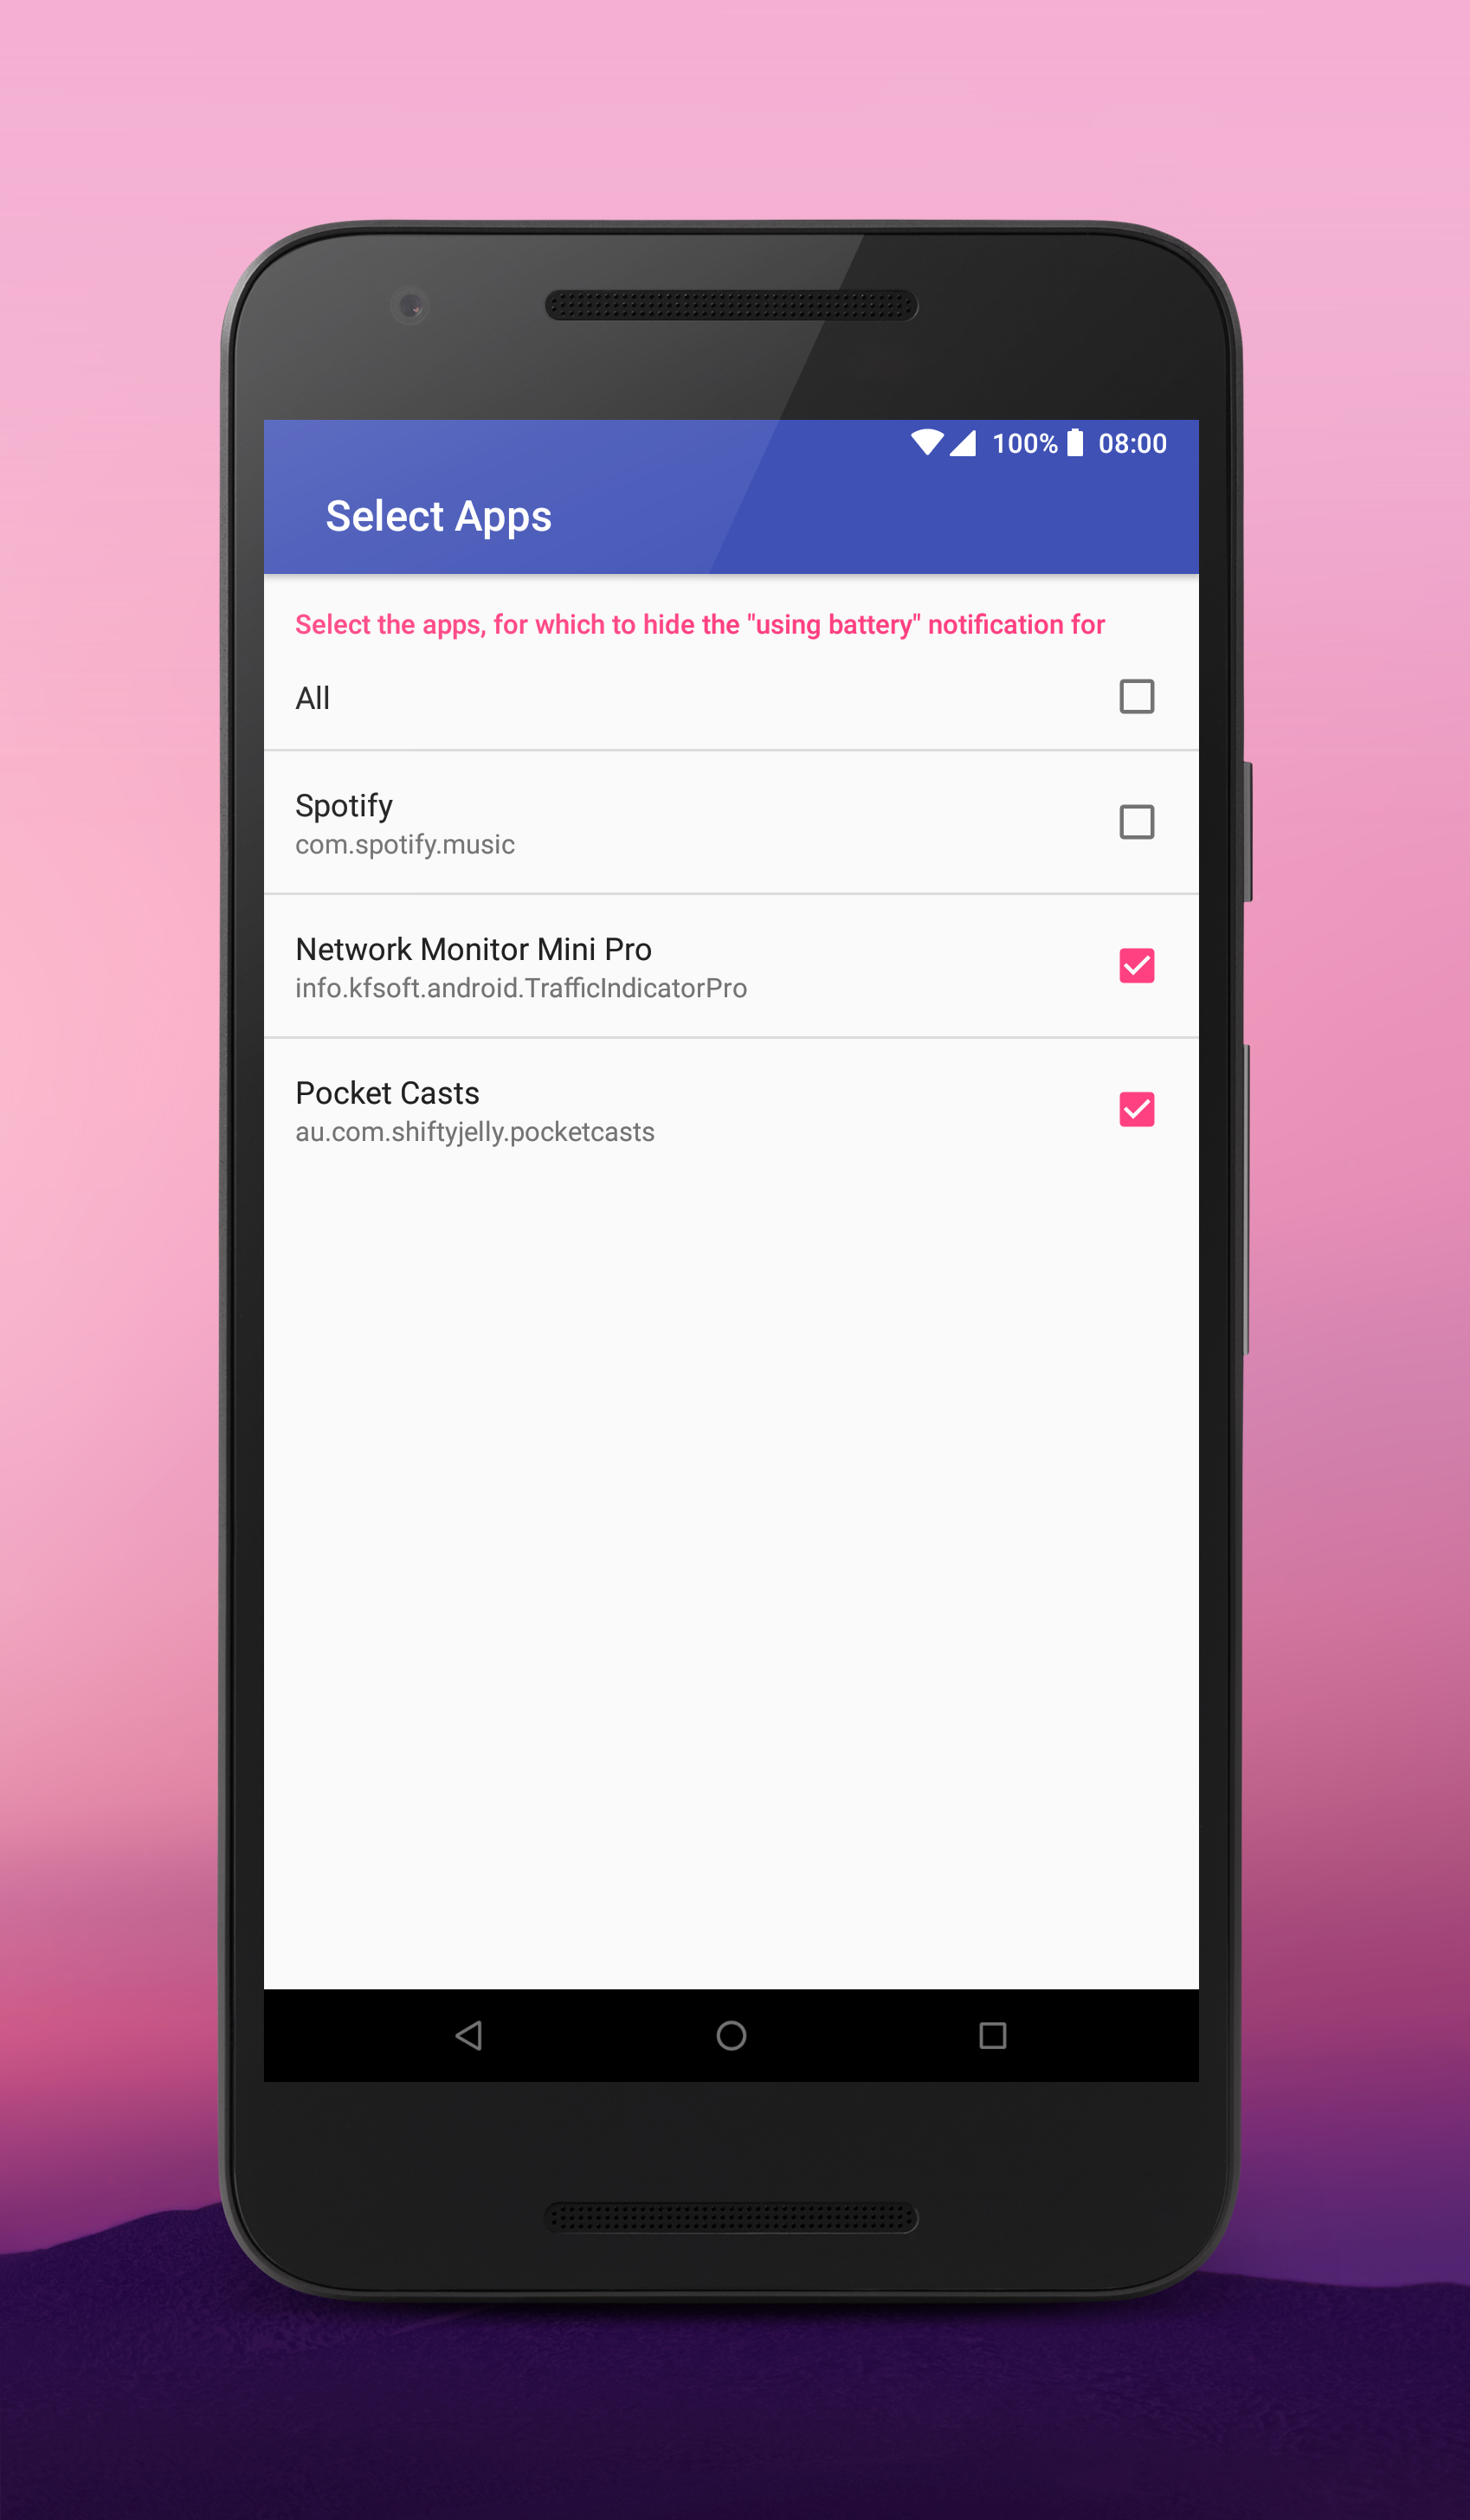 100% 08:00
Select Apps
Select the apps, for which to hide the "using battery" notification for
All
Spotify
com.spotify.music
Network Monitor Mini Pro
info.kfsoft.android.TrafficIndicatorPro
Pocket Casts
au.com.shiftyjelly.pocketcasts